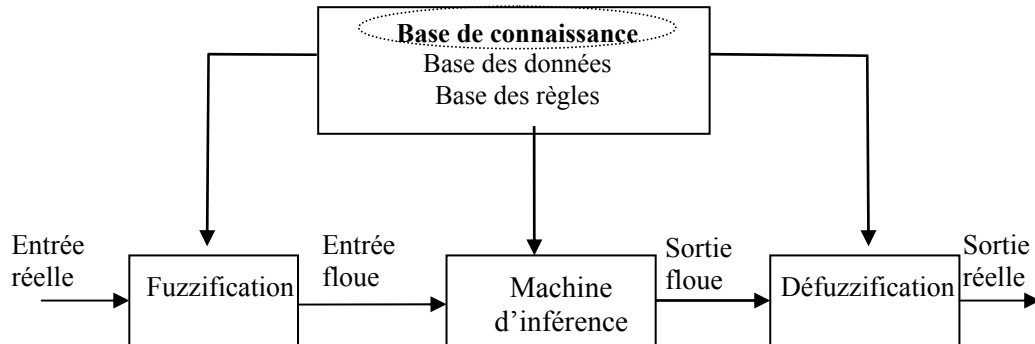 Base de connaissance
Base des données
Base des règles
Entrée
réelle
Fuzzification
Entrée
floue
Machine
d’inférence
Sortie
floue
Défuzzification
Sortie
réelle